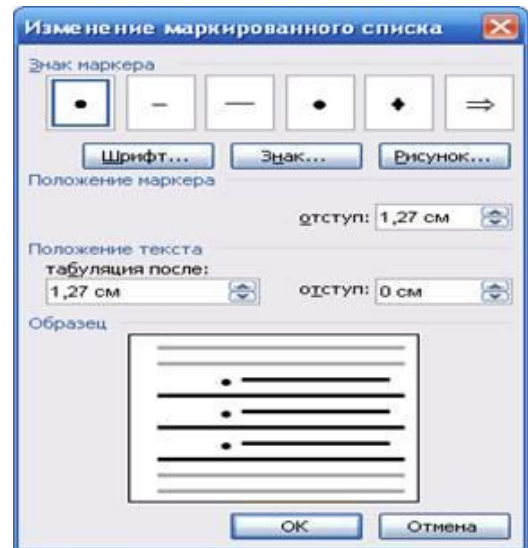 Изменение маркированного списка
Знак маркера
Шрифт... Знак... Рисунок...
Положение маркера
отступ: 1,27 см
Положение текста
табуляция после:
1,27 см отступ: 0 см
Образец
ОК Отмена